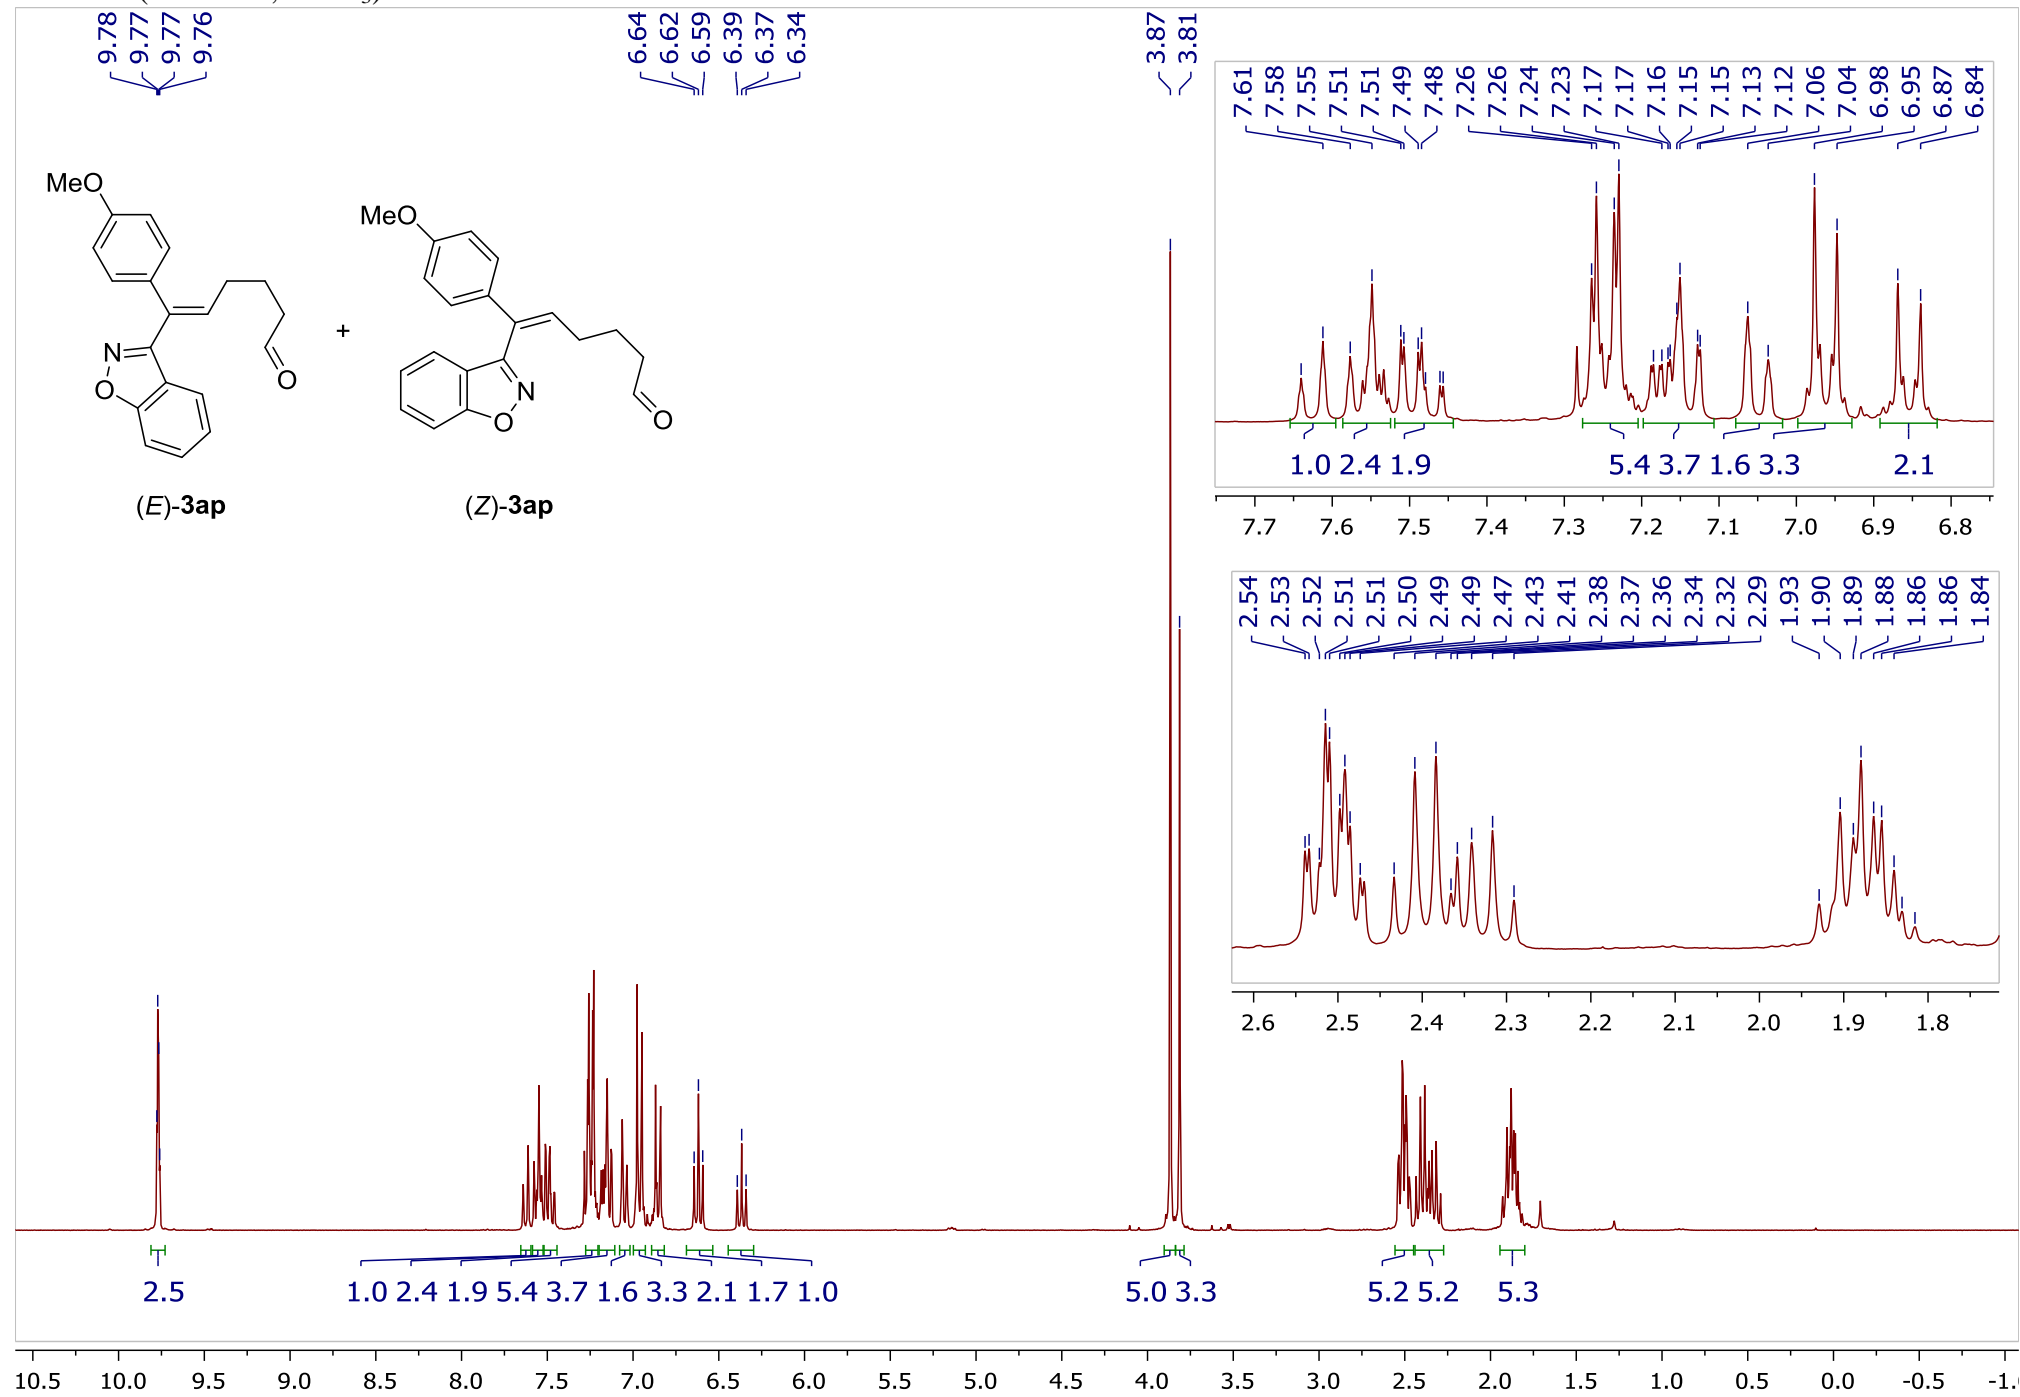 9.78 9.77 9.77 9.76
6.64 6.62 6.59 6.39 6.37 6.34
3.87 3.81
7.61 7.58 7.55 7.51 7.51 7.49 7.48 7.26 7.26 7.24 7.23 7.17 7.17 7.16 7.15 7.15 7.13 7.12 7.06 7.04 6.98 6.95 6.87 6.84
MeO
N
O
O
(E)-3ap
+
MeO
N
O
O
(Z)-3ap
1.0 2.4 1.9 5.4 3.7 1.6 3.3 2.1
7.7 7.6 7.5 7.4 7.3 7.2 7.1 7.0 6.9 6.8
2.54 2.53 2.52 2.51 2.51 2.50 2.49 2.49 2.47 2.43 2.41 2.38 2.37 2.36 2.34 2.32 2.29 1.93 1.90 1.89 1.88 1.86 1.86 1.84
2.6 2.5 2.4 2.3 2.2 2.1 2.0 1.9 1.8
2.5 1.0 2.4 1.9 5.4 3.7 1.6 3.3 2.1 1.7 1.0 5.0 3.3 5.2 5.2 5.3
10.5 10.0 9.5 9.0 8.5 8.0 7.5 7.0 6.5 6.0 5.5 5.0 4.5 4.0 3.5 3.0 2.5 2.0 1.5 1.0 0.5 0.0 -0.5